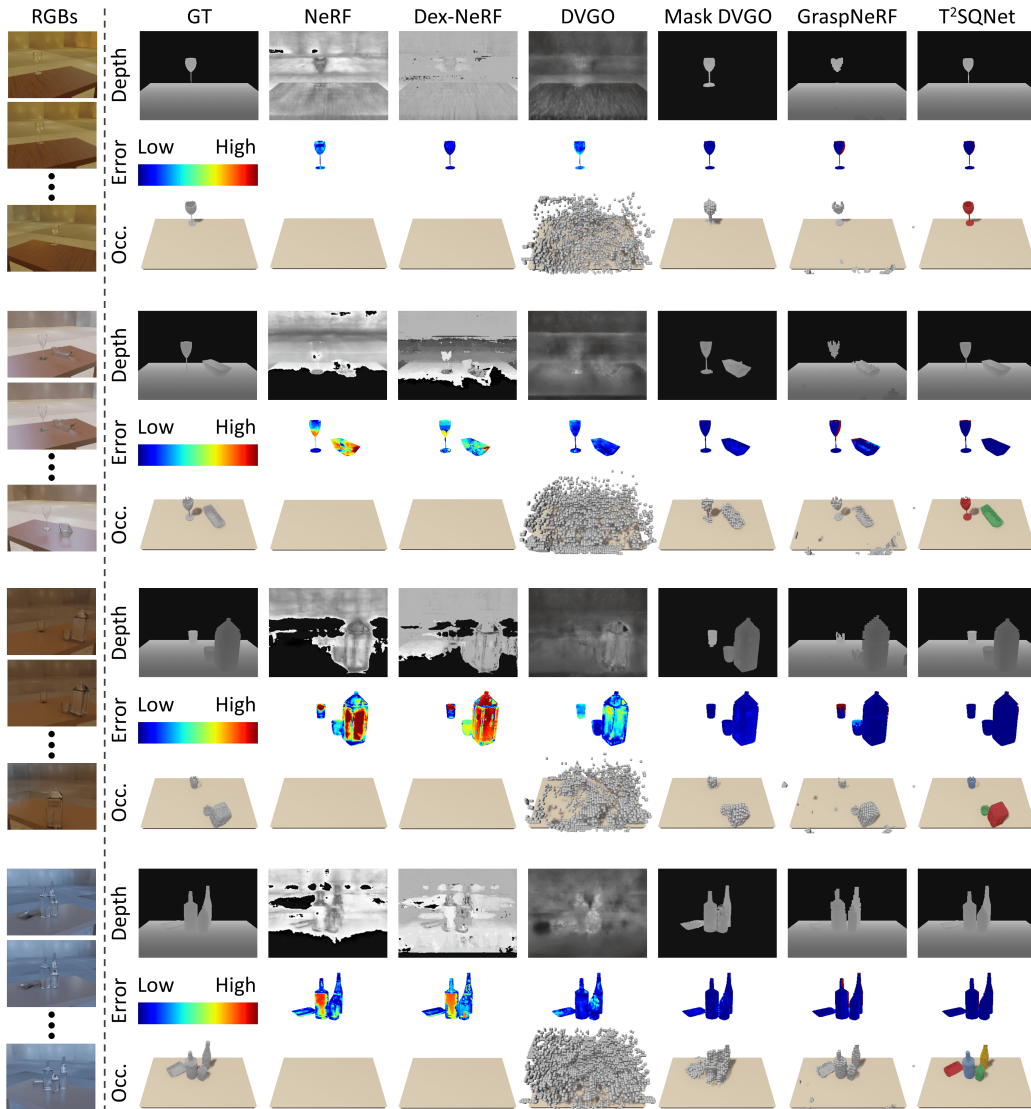 RGBs GT NeRF Dex-NeRF DVGO Mask DVGO GraspNeRF T²SQNet
Depth
Error
Low High
Occ.
Depth
Error
Low High
Occ.
Depth
Error
Low High
Occ.
Depth
Error
Low High
Occ.